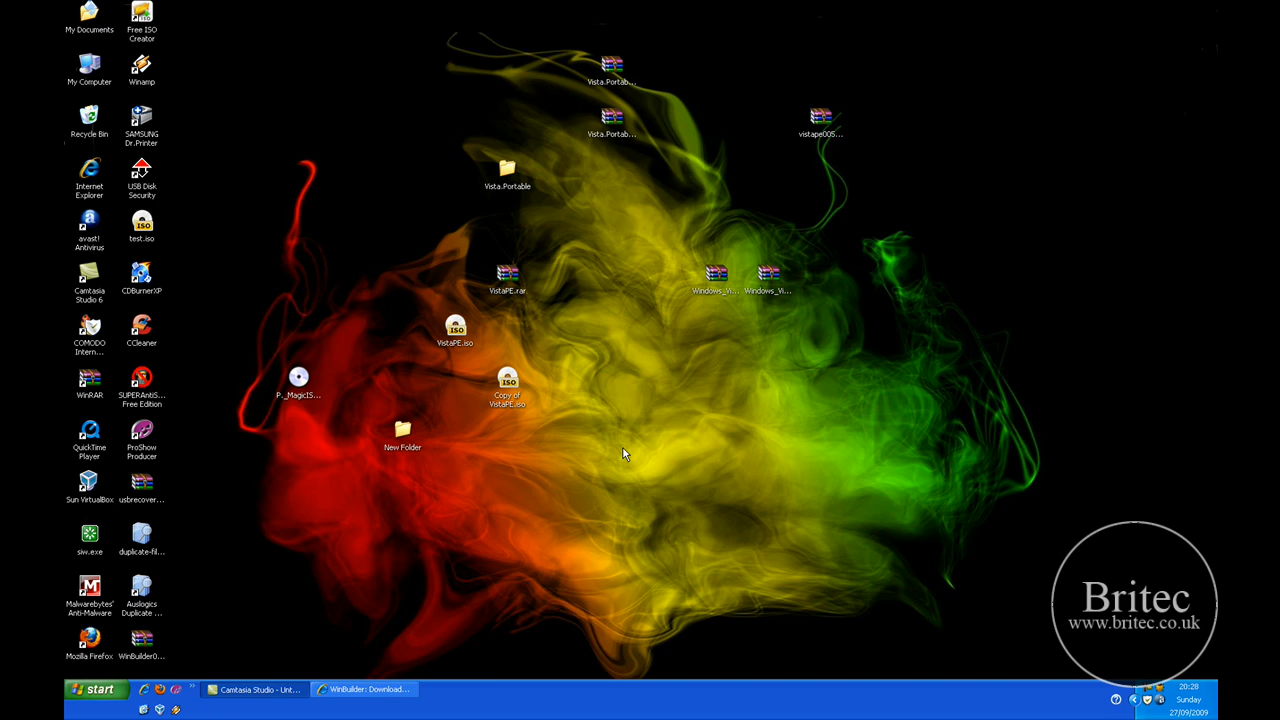 My Documents
Free ISO
Creator
My Computer
Winamp
Recycle Bin
SAMSUNG
Dr.Printer
Internet
Explorer
USB Disk
Security
avast!
Antivirus
test.iso
Camtasia
Studio 6
CDBurnerXP
COMODO
Intern...
CCleaner
WinRAR
SUPERAntiS...
Free Edition
QuickTime
Player
ProShow
Producer
Sun VirtualBox
usbrecover...
siw.exe
duplicate-fil...
Malwarebytes'
Anti-Malware
Auslogics
Duplicate ...
Mozilla Firefox
WinBuilder0...
Vista.Portab...
Vista.Portab...
vistape005...
Vista.Portable
VistaPE.rar
Windows_Vi...
Windows_Vi...
ISO
VistaPE.iso
P._MagicIS...
ISO
Copy of
VistaPE.iso
New Folder
Britec
www.britec.co.uk
start
Camtasia Studio - Unt...
WinBuilder: Download...
20:28
Sunday
27/09/2009